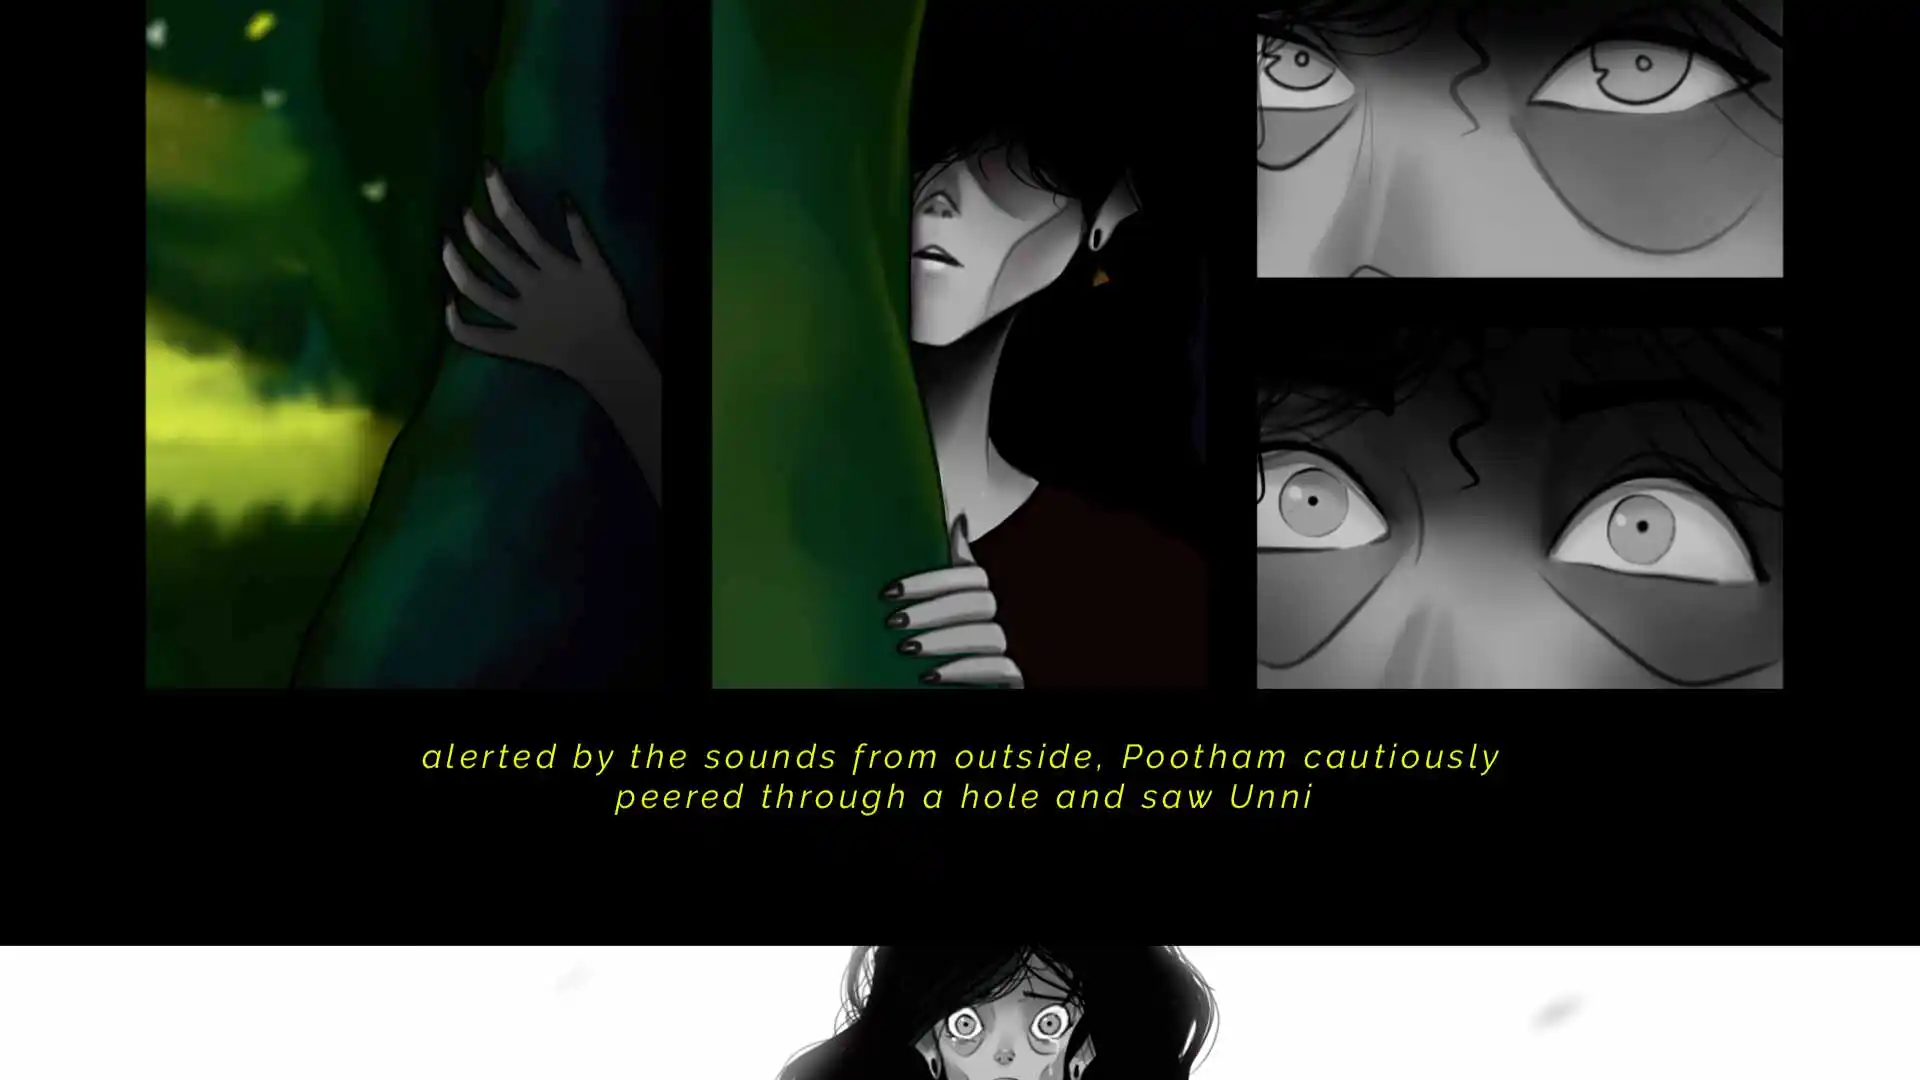 alerted by the sounds from outside, Pootham cautiously
peered through a hole and saw Unni